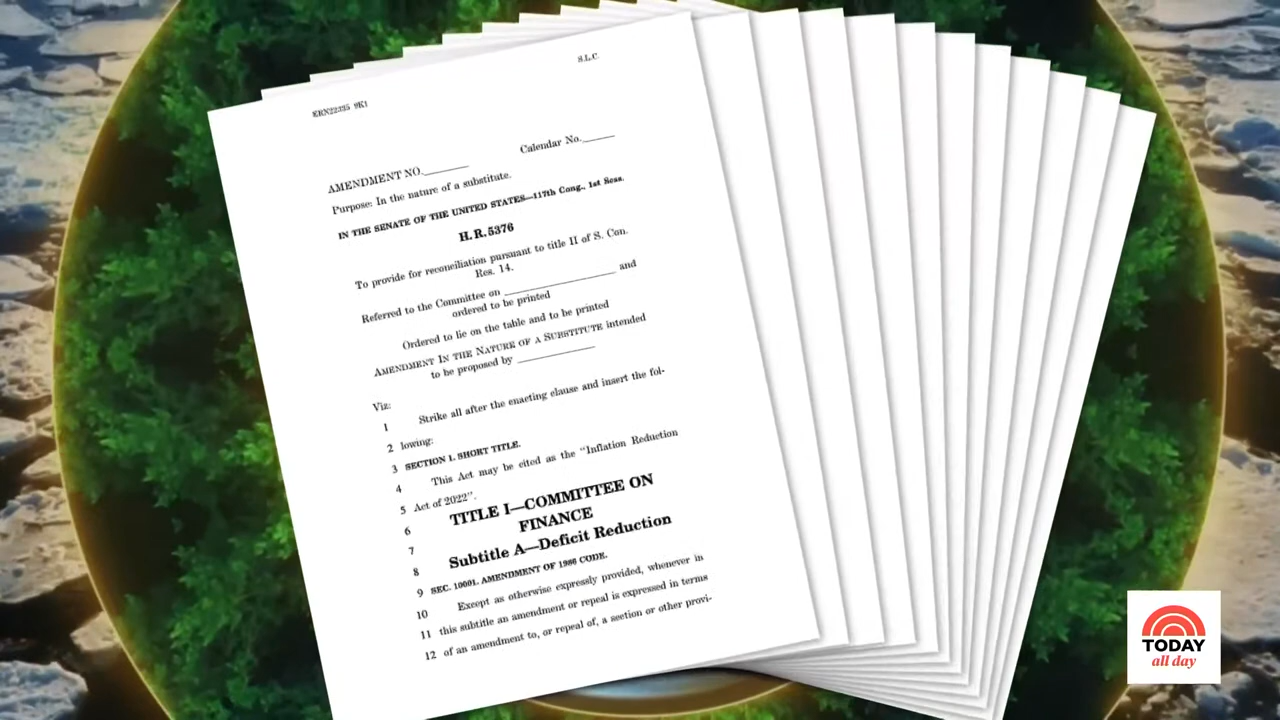 S.L.C.
ERN22335 9K1
AMENDMENT NO.________ Calendar No.______
Purpose: In the nature of a substitute.
IN THE SENATE OF THE UNITED STATES—117th Cong., 1st Sess.
H. R. 5376
To provide for reconciliation pursuant to title II of S. Con.
Res. 14.
Referred to the Committee on ____________________ and
ordered to be printed
Ordered to lie on the table and to be printed
AMENDMENT IN THE NATURE OF A SUBSTITUTE intended
to be proposed by ______________
Viz:
1 Strike all after the enacting clause and insert the fol-
2 lowing:
3 SECTION 1. SHORT TITLE.
4 This Act may be cited as the "Inflation Reduction
5 Act of 2022".
6 TITLE I—COMMITTEE ON
7 FINANCE
8 Subtitle A—Deficit Reduction
9 SEC. 10001. AMENDMENT OF 1986 CODE.
10 Except as otherwise expressly provided, whenever in
11 this subtitle an amendment or repeal is expressed in terms
12 of an amendment to, or repeal of, a section or other provi-
TODAY
all day